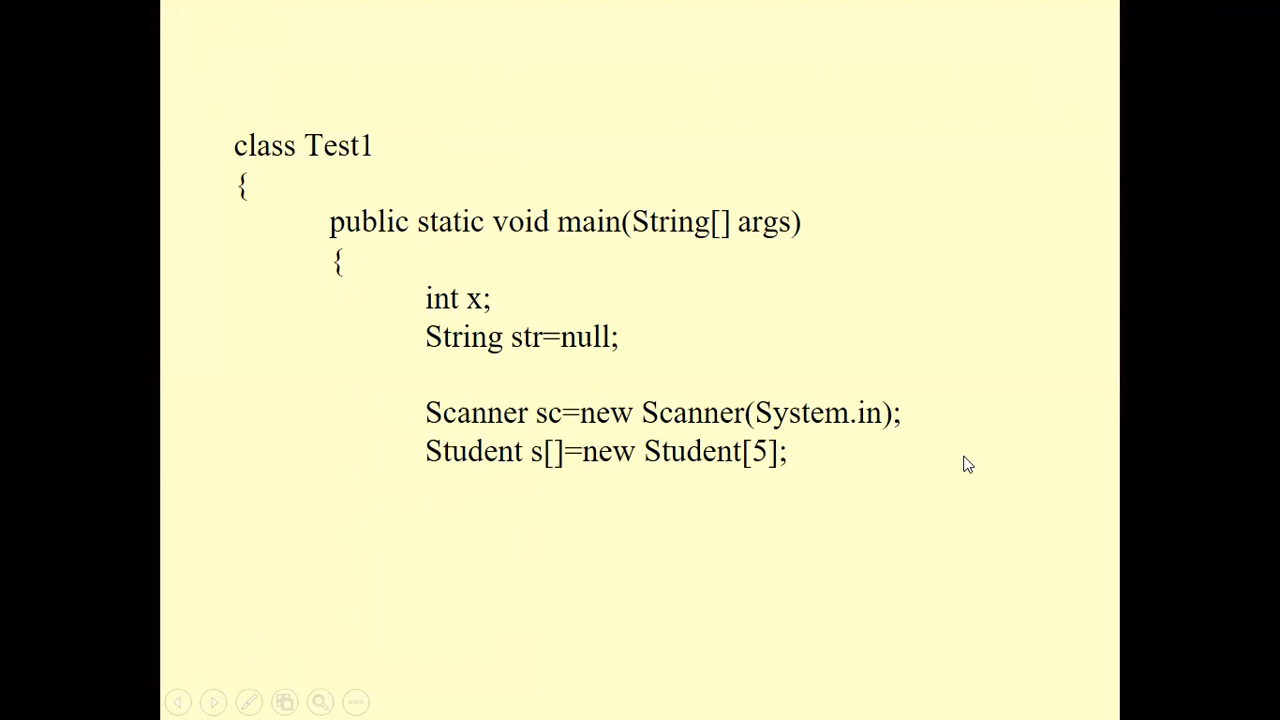 class Test1
{
public static void main(String[] args)
{
int x;
String str=null;
Scanner sc=new Scanner(System.in);
Student s[]=new Student[5];